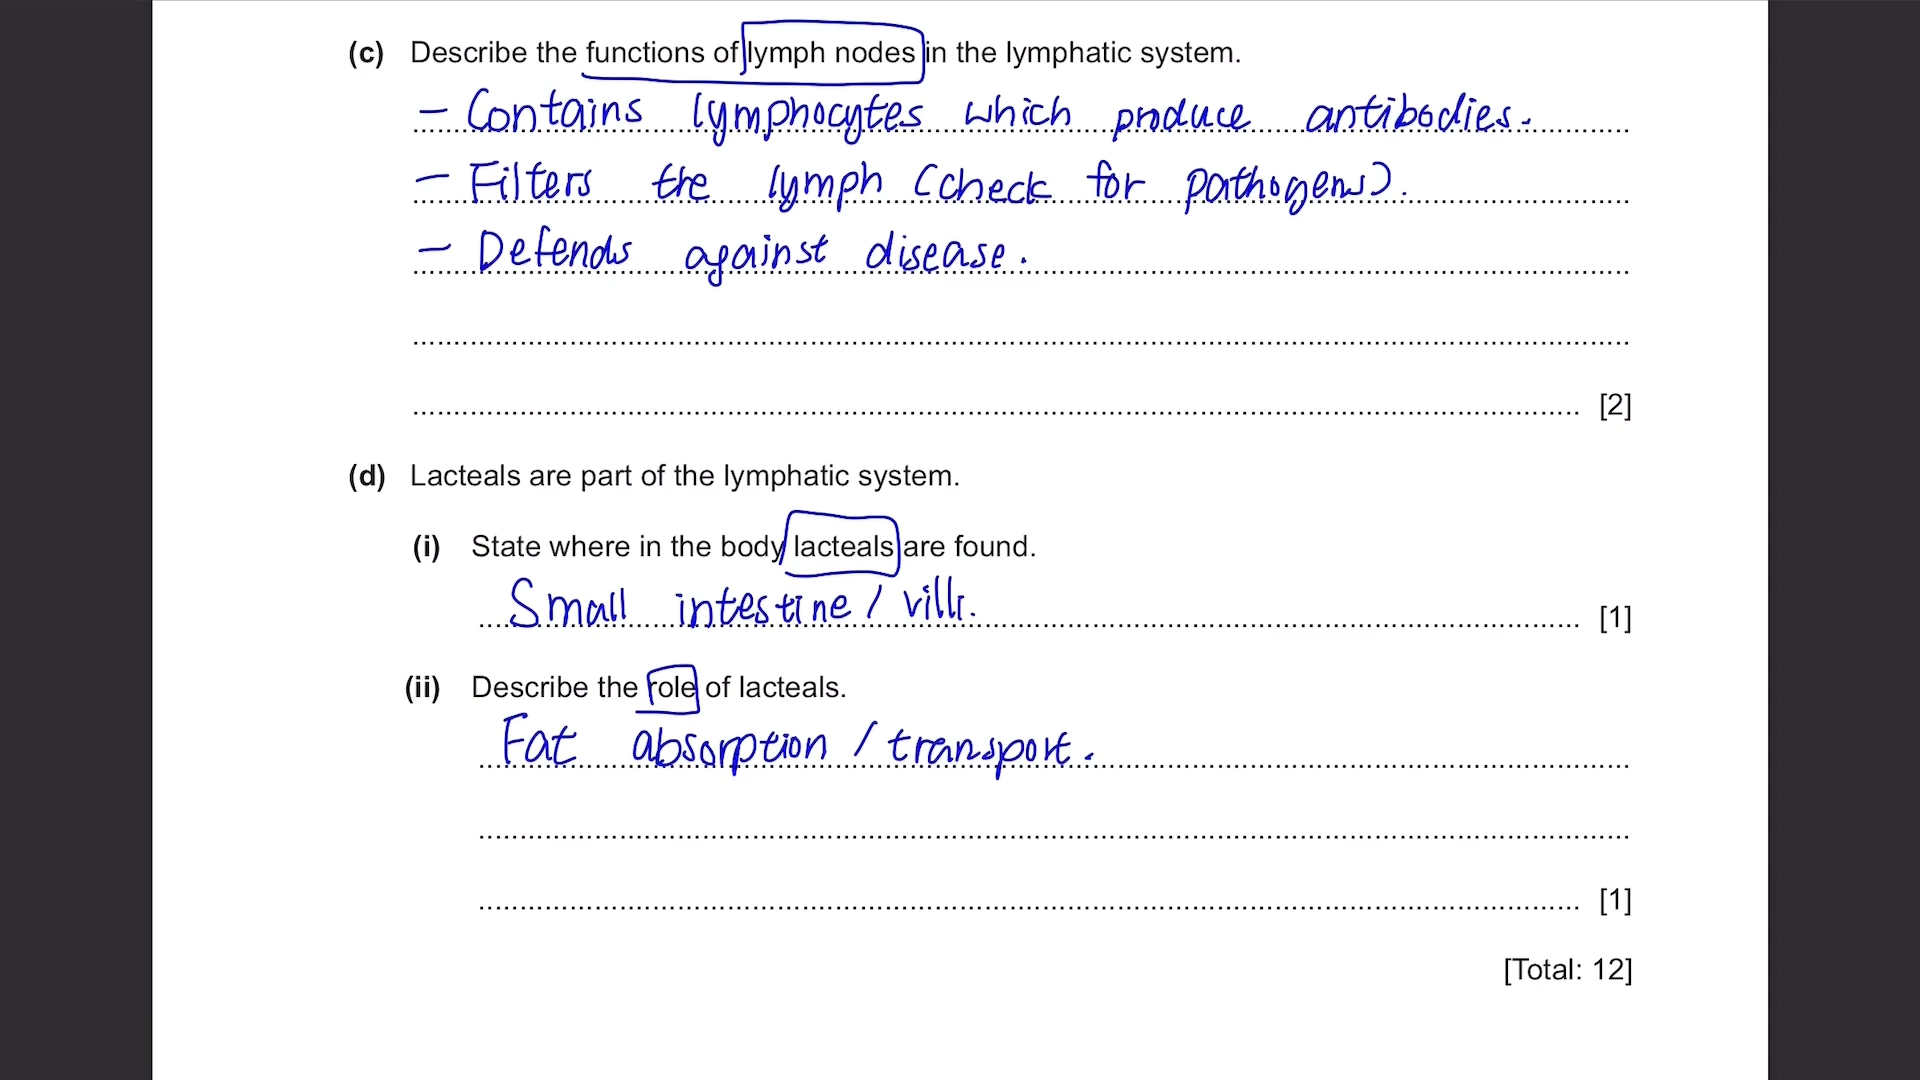 (c) Describe the functions of lymph nodes in the lymphatic system.
- Contains lymphocytes which produce antibodies.
- Filters the lymph (check for pathogens).
- Defends against disease.
[2]
(d) Lacteals are part of the lymphatic system.
(i) State where in the body lacteals are found.
Small intestine / villi.
[1]
(ii) Describe the role of lacteals.
Fat absorption / transport.
[1]
[Total: 12]